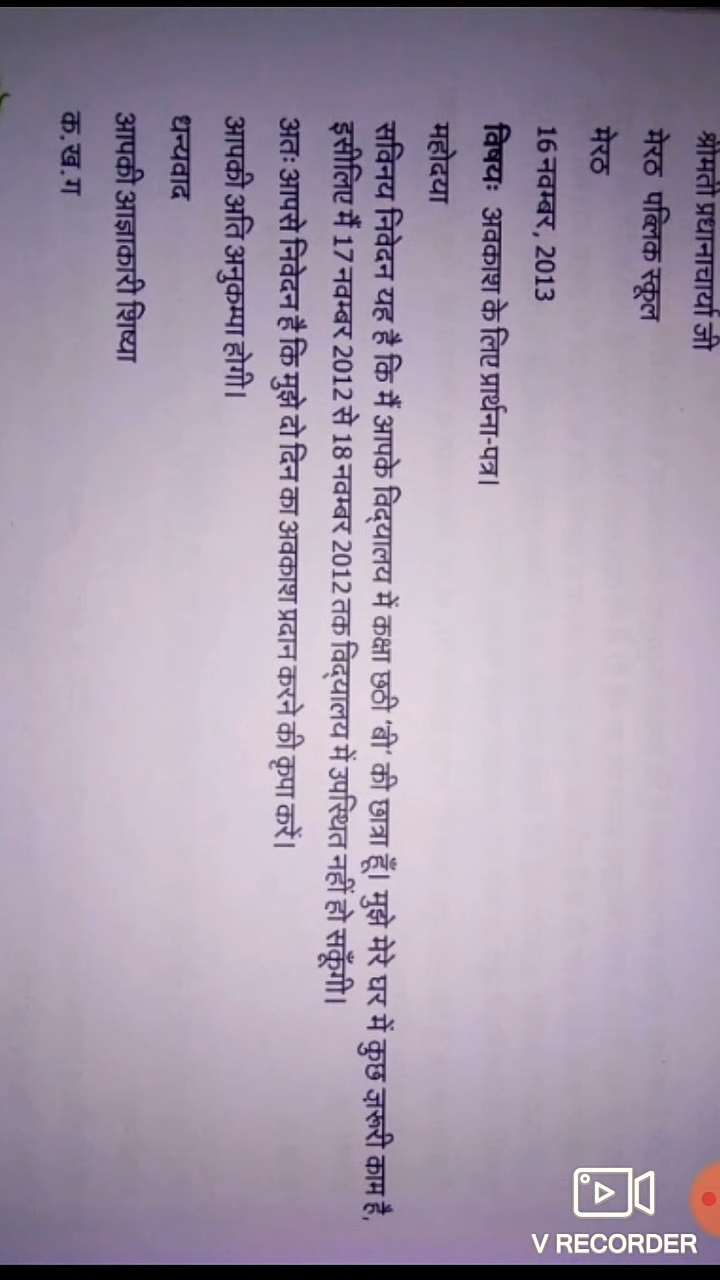 श्रीमती प्रधानाचार्या जी
मेरठ पब्लिक स्कूल
मेरठ
16 नवम्बर, 2013
विषयः अवकाश के लिए प्रार्थना-पत्र।
महोदया
सविनय निवेदन यह है कि मैं आपके विद्यालय में कक्षा छठी 'बी' की छात्रा हूँ। मुझे मेरे घर में कुछ ज़रूरी काम है,
इसीलिए मैं 17 नवम्बर 2012 से 18 नवम्बर 2012 तक विद्यालय में उपस्थित नहीं हो सकूँगी।
अतः आपसे निवेदन है कि मुझे दो दिन का अवकाश प्रदान करने की कृपा करें।
आपकी अति अनुकम्पा होगी।
धन्यवाद
आपकी आज्ञाकारी शिष्या
क.ख.ग
V RECORDER